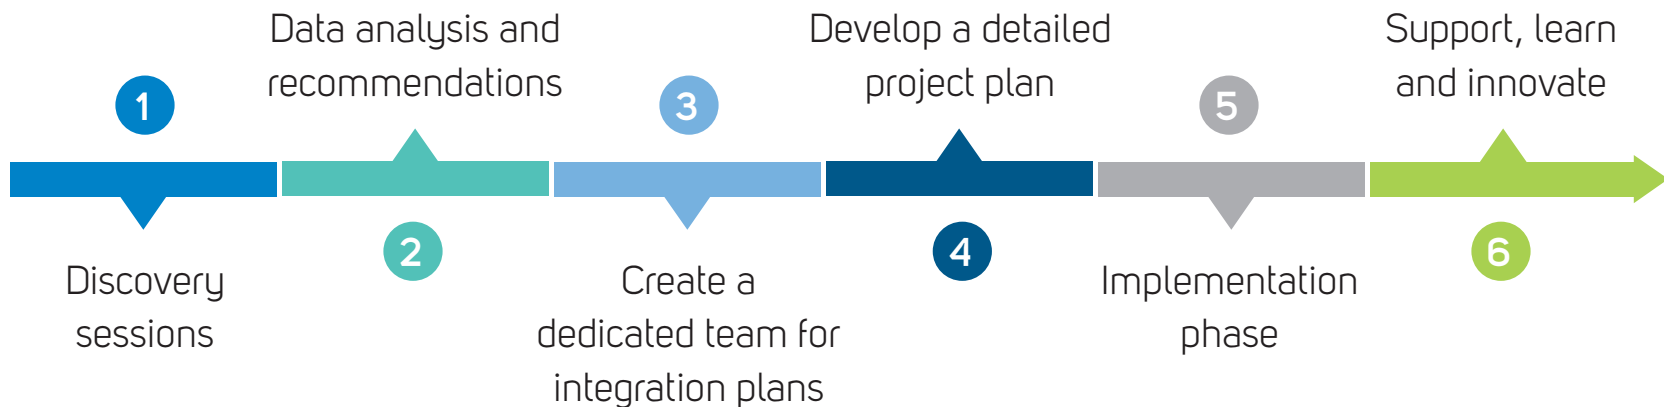 1
Discovery
sessions
Data analysis and
recommendations
2
3
Create a
dedicated team for
integration plans
Develop a detailed
project plan
4
5
Implementation
phase
Support, learn
and innovate
6